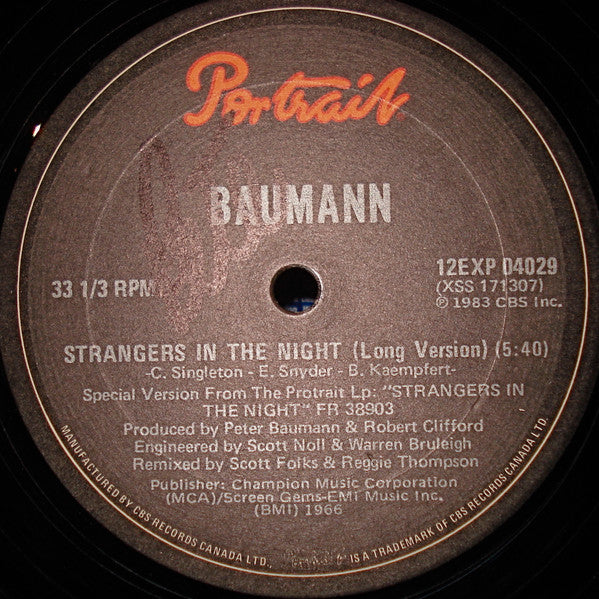 Portrait
BAUMANN
33 1/3 RPM
12EXP 04029
(XSS 171307)
℗ 1983 CBS Inc.
STRANGERS IN THE NIGHT (Long Version) (5:40)
-C. Singleton - E. Snyder - B. Kaempfert-
Special Version From The Protrait Lp: "STRANGERS IN
THE NIGHT" FR 38903
Produced by Peter Baumann & Robert Clifford
Engineered by Scott Noll & Warren Bruleigh
Remixed by Scott Folks & Reggie Thompson
Publisher: Champion Music Corporation
(MCA)/Screen Gems-EMI Music Inc.
(BMI) 1966
MANUFACTURED BY CBS RECORDS CANADA LTD., IS A TRADEMARK OF CBS RECORDS CANADA LTD.